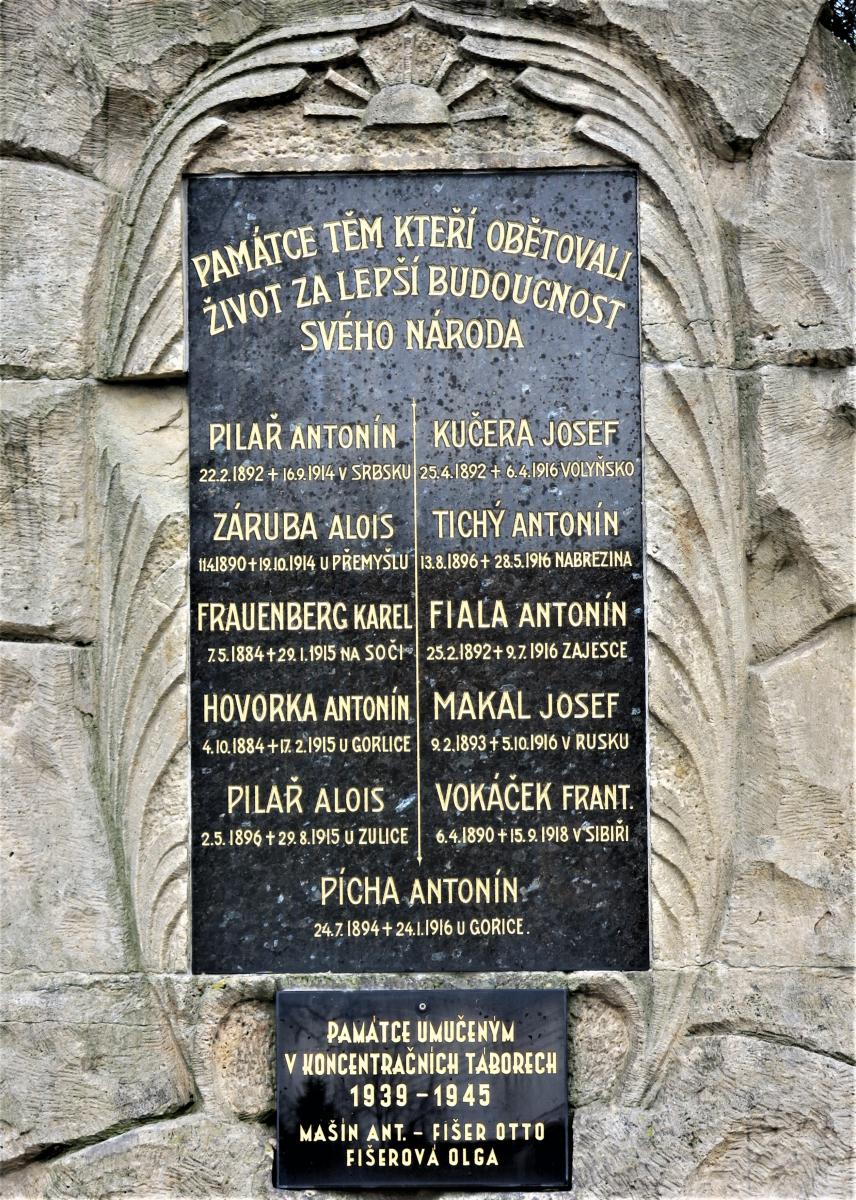 PAMÁTCE TĚM KTEŘÍ OBĚTOVALI
ŽIVOT ZA LEPŠÍ BUDOUCNOST
SVÉHO NÁRODA
PILAŘ ANTONÍN
22.2.1892 + 16.9.1914 V SRBSKU
ZÁRUBA ALOIS
11.4.1890 + 19.10.1914 U PŘEMYŠLU
FRAUENBERG KAREL
7.5.1884 + 29.1.1915 NA SOČI
HOVORKA ANTONÍN
4.10.1884 + 17.2.1915 U GORLICE
PILAŘ ALOIS
2.5.1896 + 29.8.1915 U ZULICE
KUČERA JOSEF
25.4.1892 + 6.4.1916 VOLYŇSKO
TICHÝ ANTONÍN
13.8.1896 + 28.5.1916 NABREZINA
FIALA ANTONÍN
25.2.1892 + 9.7.1916 ZAJESCE
MAKAL JOSEF
9.2.1893 + 5.10.1916 V RUSKU
VOKÁČEK FRANT.
6.4.1890 + 15.9.1918 V SIBIŘI
PÍCHA ANTONÍN
24.7.1894 + 24.1.1916 U GOŘICE.
PAMÁTCE UMUČENÝM
V KONCENTRAČNÍCH TÁBORECH
1939 – 1945
MAŠÍN ANT. – FIŠER OTTO
FIŠEROVÁ OLGA